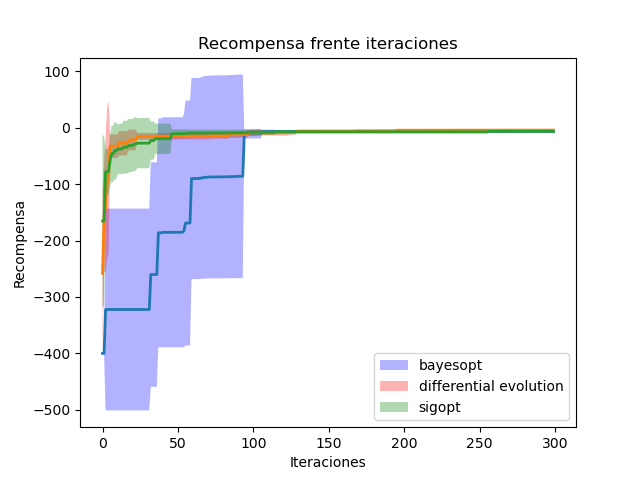 Recompensa frente iteraciones
100
0
−100
−200
−300
−400
−500
Recompensa
0 50 100 150 200 250 300
Iteraciones
bayesopt
differential evolution
sigopt